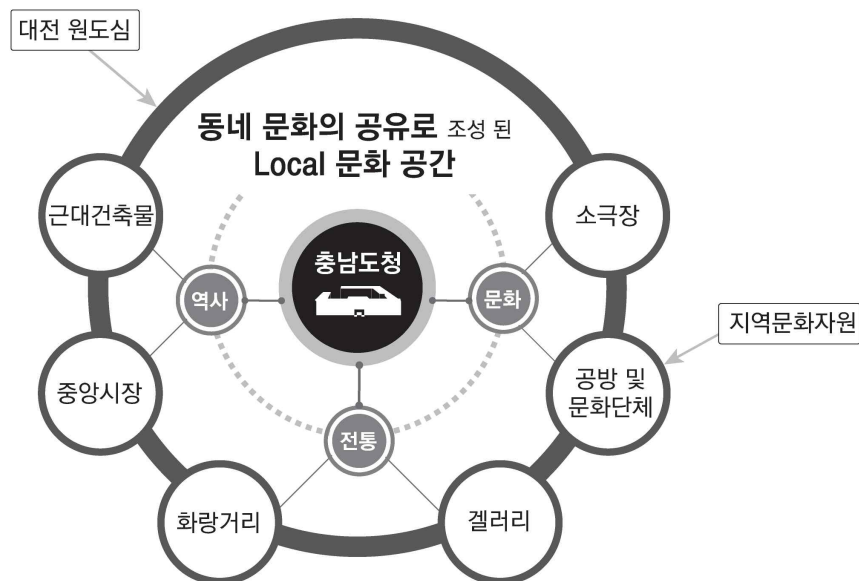 대전 원도심
동네 문화의 공유로 조성 된
Local 문화 공간
근대건축물
소극장
충남도청
역사
문화
지역문화자원
중앙시장
공방 및
문화단체
전통
화랑거리
겔러리